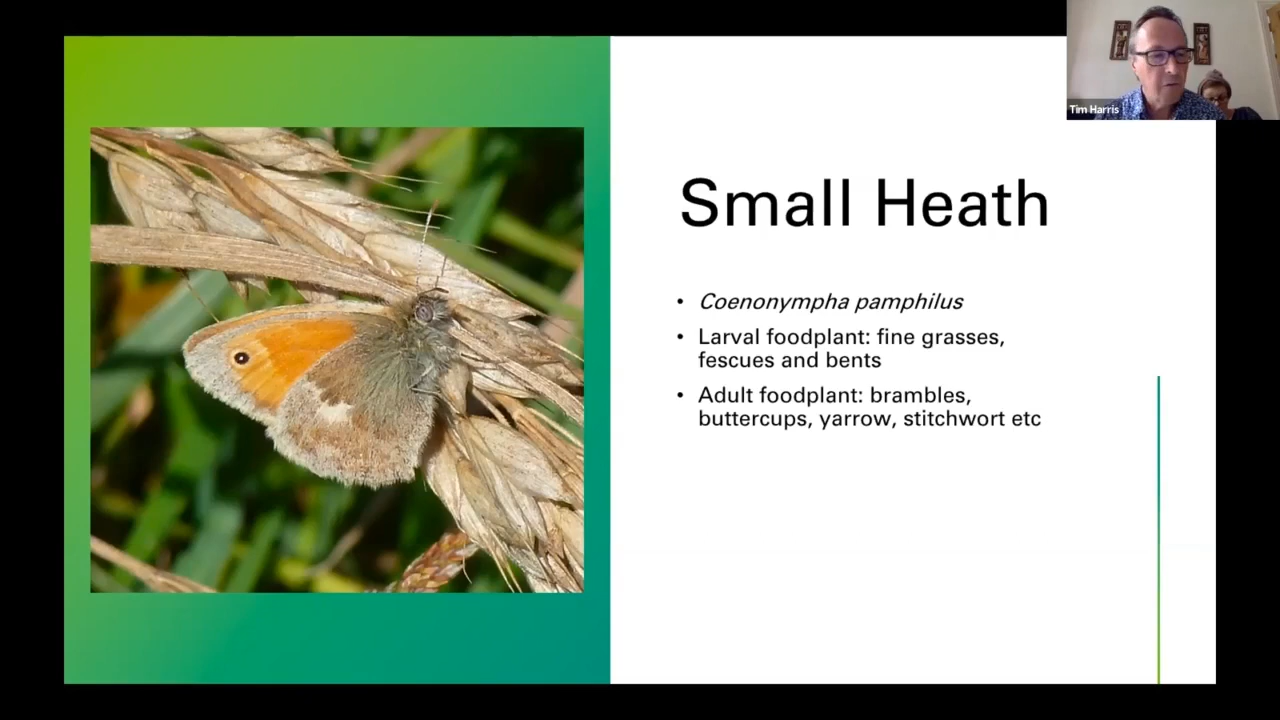 Tim Harris
Small Heath
• Coenonympha pamphilus
• Larval foodplant: fine grasses,
fescues and bents
• Adult foodplant: brambles,
buttercups, yarrow, stitchwort etc